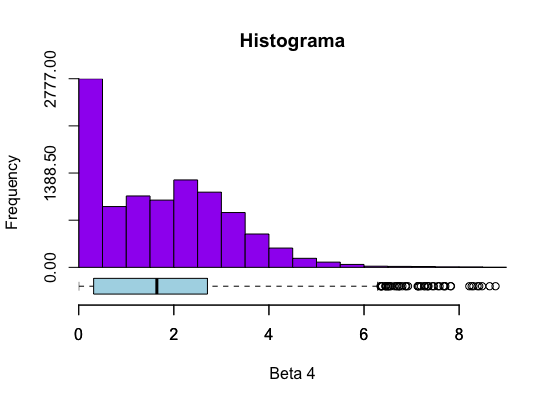 Histograma
Frequency
2777.00
1388.50
0.00
0 2 4 6 8
Beta 4